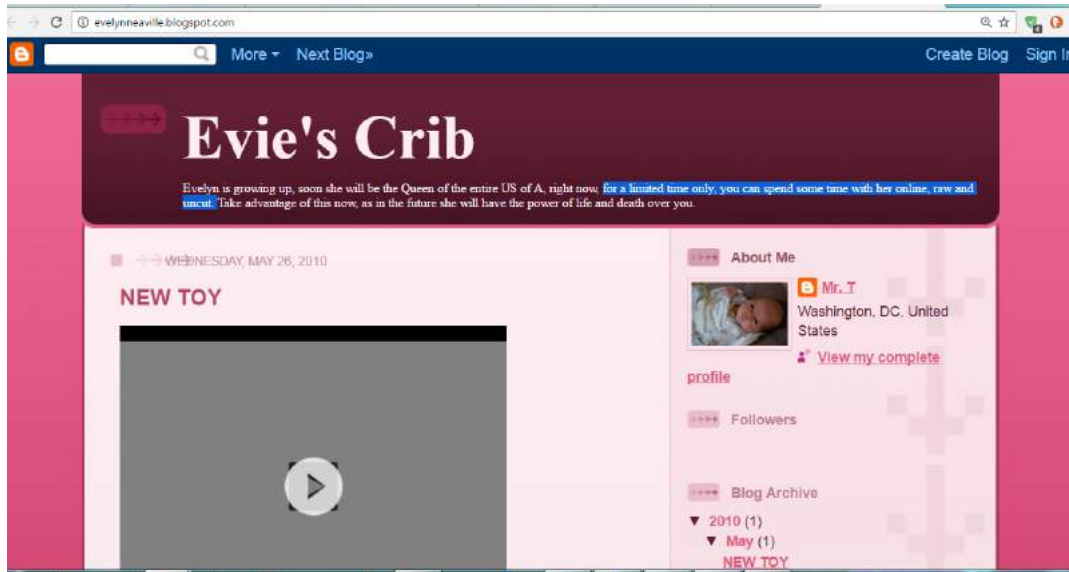 evelynneaville.blogspot.com
More Next Blog»
Create Blog Sign In
Evie's Crib
Evelyn is growing up, soon she will be the Queen of the entire US of A, right now, for a limited time only, you can spend some time with her online, raw and
uncut. Take advantage of this now, as in the future she will have the power of life and death over you.
WEDNESDAY, MAY 26, 2010
NEW TOY
About Me
Mr. T
Washington, DC, United
States
View my complete
profile
Followers
Blog Archive
▼ 2010 (1)
▼ May (1)
NEW TOY